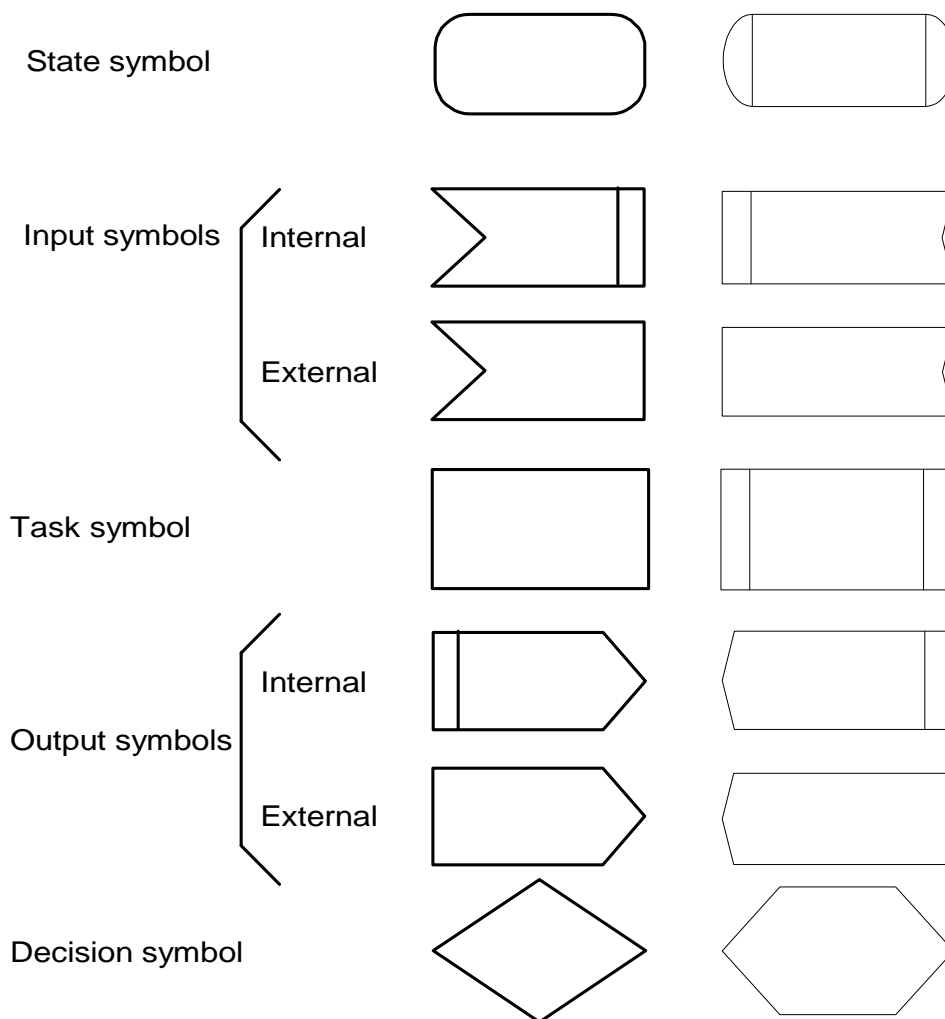 State symbol
Input symbols
Internal
External
Task symbol
Internal
Output symbols
External
Decision symbol